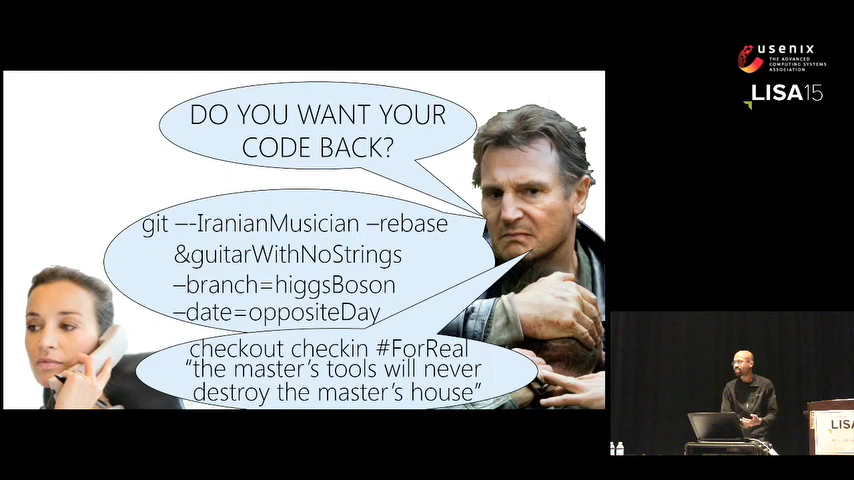 usenix
THE ADVANCED
COMPUTING SYSTEMS
ASSOCIATION
LISA15
DO YOU WANT YOUR
CODE BACK?
git –-IranianMusician –rebase
&guitarWithNoStrings
–branch=higgsBoson
–date=oppositeDay
checkout checkin #ForReal
“the master’s tools will never
destroy the master’s house”
LISA